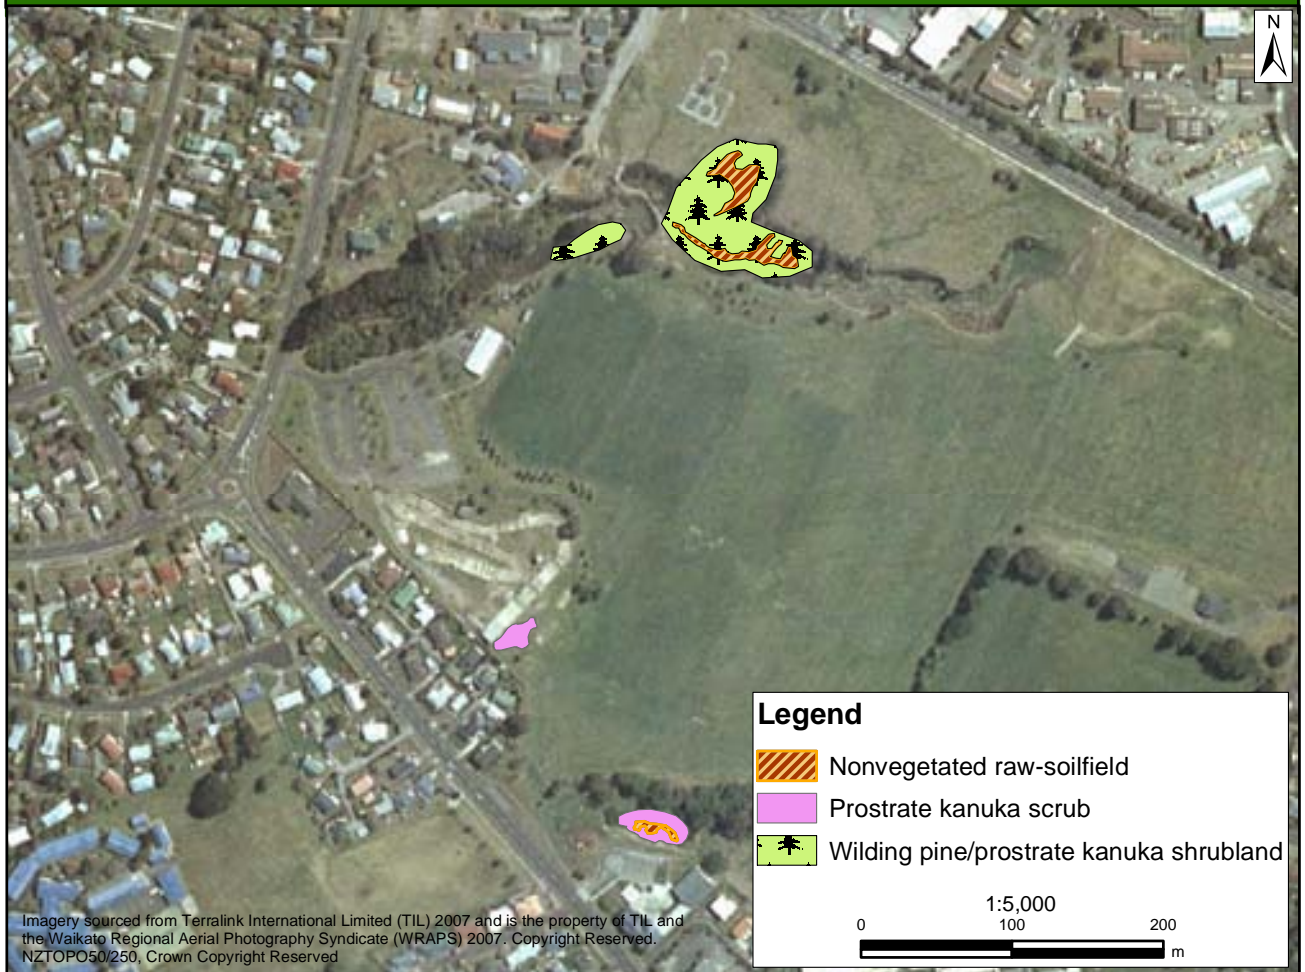 N
Legend
Nonvegetated raw-soilfield
Prostrate kanuka scrub
Wilding pine/prostrate kanuka shrubland
1:5,000
0 100 200
m
Imagery sourced from Terralink International Limited (TIL) 2007 and is the property of TIL and
the Waikato Regional Aerial Photography Syndicate (WRAPS) 2007. Copyright Reserved.
NZTOPO50/250, Crown Copyright Reserved